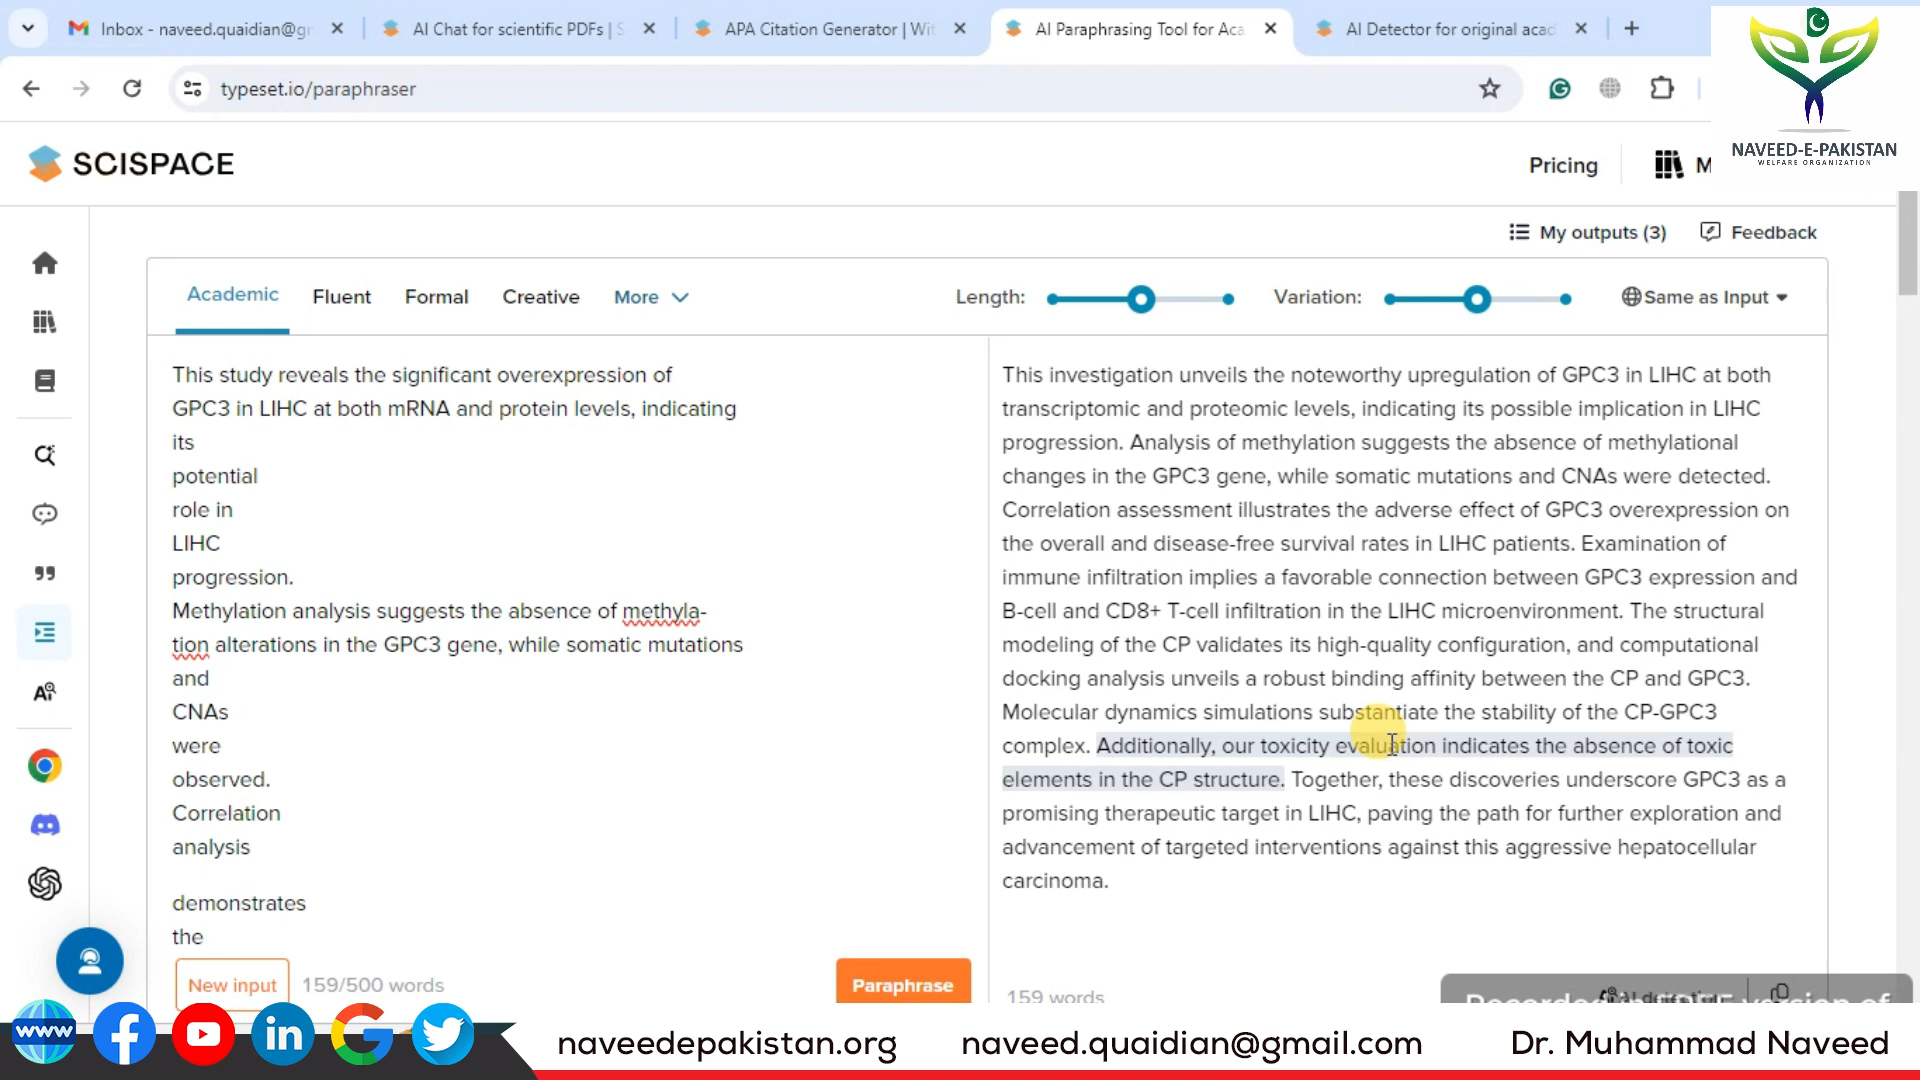 Inbox - naveed.quaidian@gm
AI Chat for scientific PDFs | S
APA Citation Generator | Wit
AI Paraphrasing Tool for Aca
AI Detector for original acad
typeset.io/paraphraser
NAVEED-E-PAKISTAN
WELFARE ORGANIZATION
SCISPACE
Pricing
M
My outputs (3)
Feedback
Academic
Fluent
Formal
Creative
More
Length:
Variation:
Same as Input
This study reveals the significant overexpression of
GPC3 in LIHC at both mRNA and protein levels, indicating
its
potential
role in
LIHC
progression.
Methylation analysis suggests the absence of methyla-
tion alterations in the GPC3 gene, while somatic mutations
and
CNAs
were
observed.
Correlation
analysis
demonstrates
the
New input
159/500 words
Paraphrase
This investigation unveils the noteworthy upregulation of GPC3 in LIHC at both
transcriptomic and proteomic levels, indicating its possible implication in LIHC
progression. Analysis of methylation suggests the absence of methylational
changes in the GPC3 gene, while somatic mutations and CNAs were detected.
Correlation assessment illustrates the adverse effect of GPC3 overexpression on
the overall and disease-free survival rates in LIHC patients. Examination of
immune infiltration implies a favorable connection between GPC3 expression and
B-cell and CD8+ T-cell infiltration in the LIHC microenvironment. The structural
modeling of the CP validates its high-quality configuration, and computational
docking analysis unveils a robust binding affinity between the CP and GPC3.
Molecular dynamics simulations substantiate the stability of the CP-GPC3
complex. Additionally, our toxicity evaluation indicates the absence of toxic
elements in the CP structure. Together, these discoveries underscore GPC3 as a
promising therapeutic target in LIHC, paving the path for further exploration and
advancement of targeted interventions against this aggressive hepatocellular
carcinoma.
159 words
www
naveedepakistan.org
naveed.quaidian@gmail.com
Dr. Muhammad Naveed